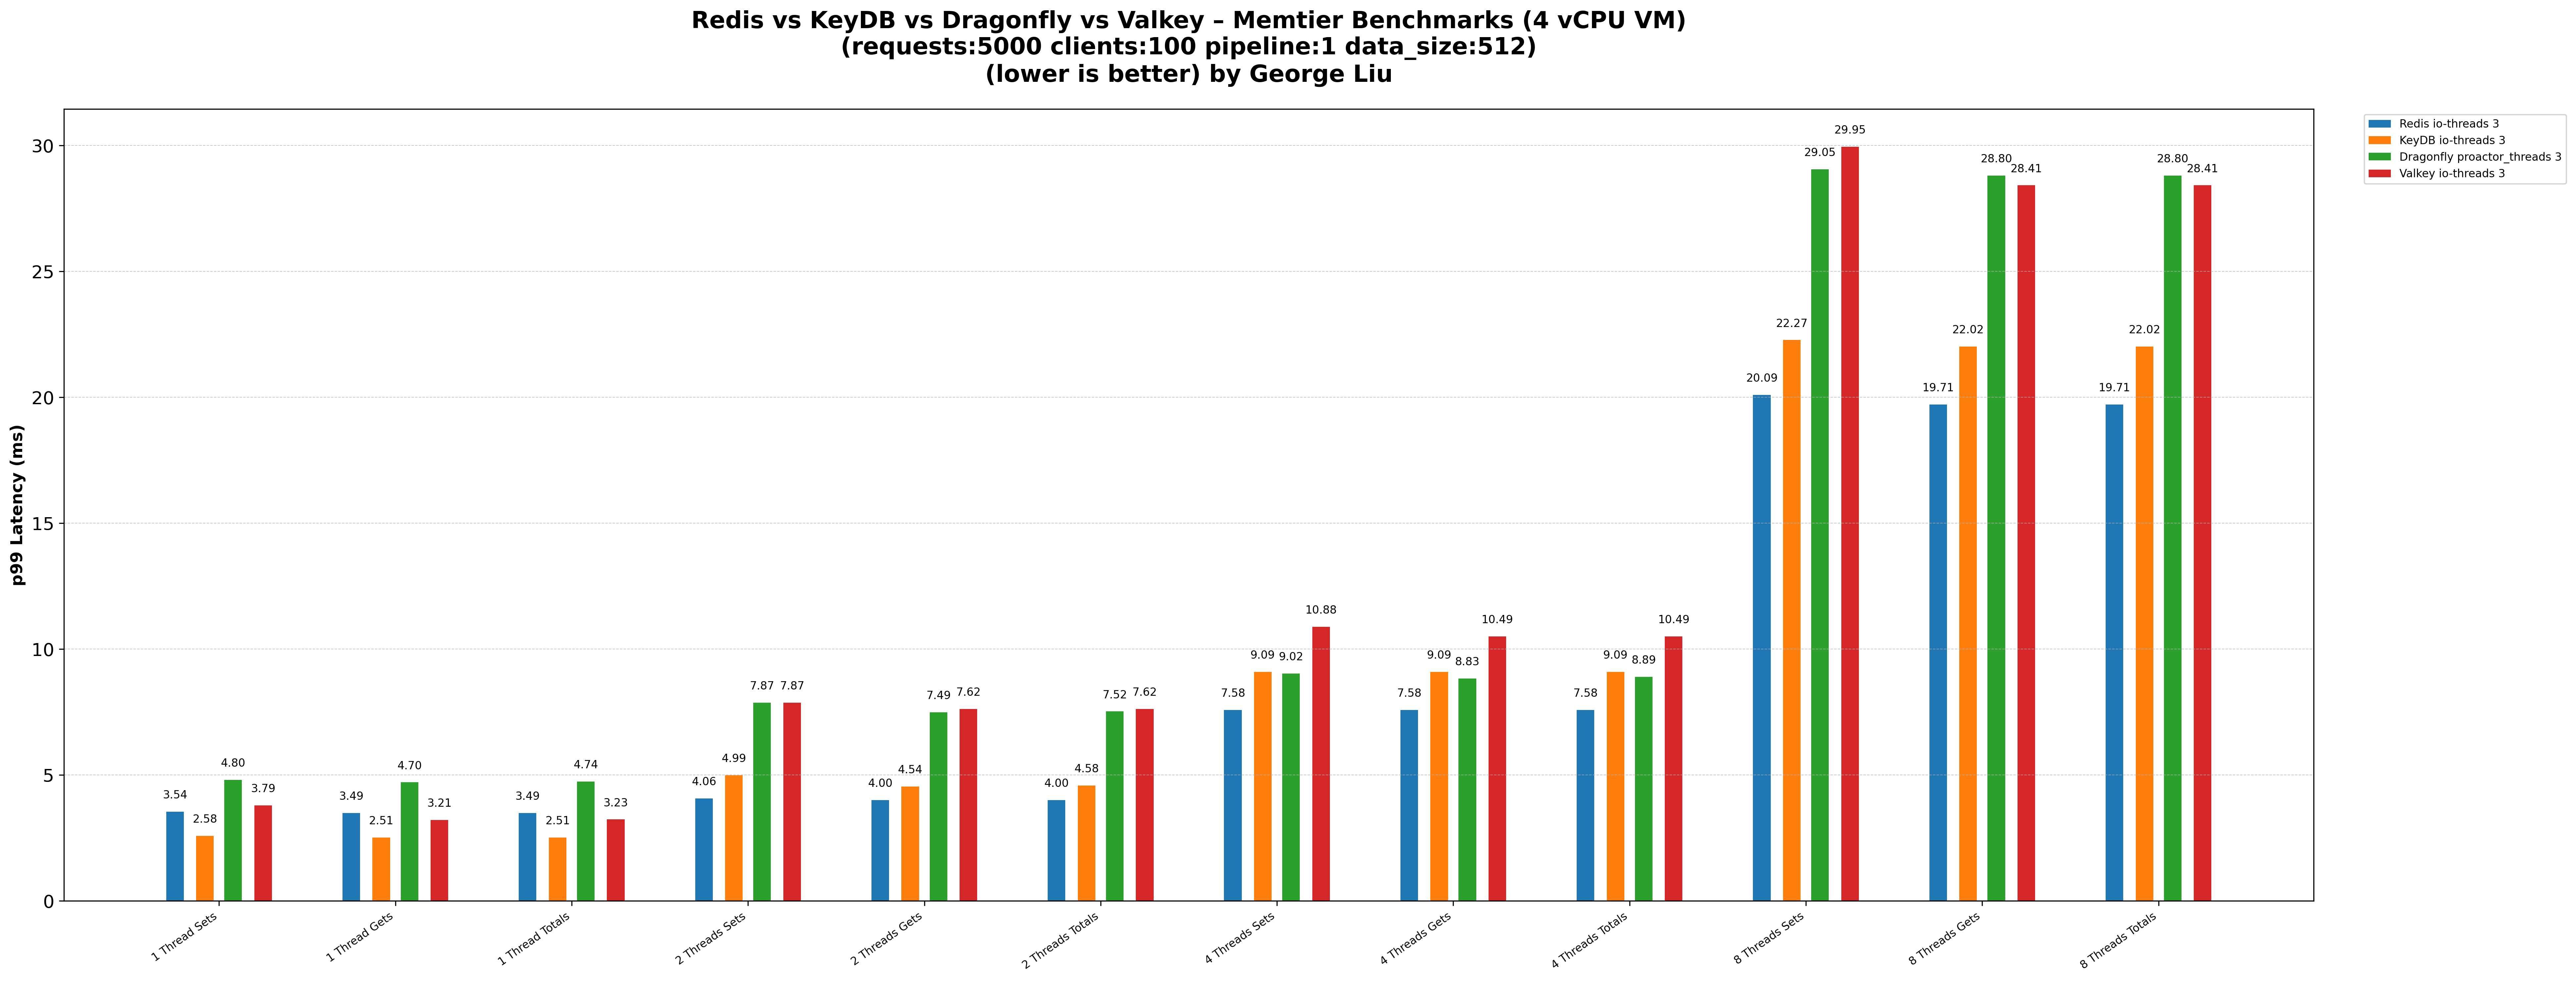 Redis vs KeyDB vs Dragonfly vs Valkey – Memtier Benchmarks (4 vCPU VM)
(requests:5000 clients:100 pipeline:1 data_size:512)
(lower is better) by George Liu
Redis io-threads 3
KeyDB io-threads 3
Dragonfly proactor_threads 3
Valkey io-threads 3
p99 Latency (ms)
30
25
20
15
10
5
0
3.54 2.58 4.80 3.79
3.49 2.51 4.70 3.21
3.49 2.51 4.74 3.23
4.06 4.99 7.87 7.87
4.00 4.54 7.49 7.62
4.00 4.58 7.52 7.62
7.58 9.09 9.02 10.88
7.58 9.09 8.83 10.49
7.58 9.09 8.89 10.49
20.09 22.27 29.05 29.95
19.71 22.02 28.80 28.41
19.71 22.02 28.80 28.41
1 Thread Sets
1 Thread Gets
1 Thread Totals
2 Threads Sets
2 Threads Gets
2 Threads Totals
4 Threads Sets
4 Threads Gets
4 Threads Totals
8 Threads Sets
8 Threads Gets
8 Threads Totals